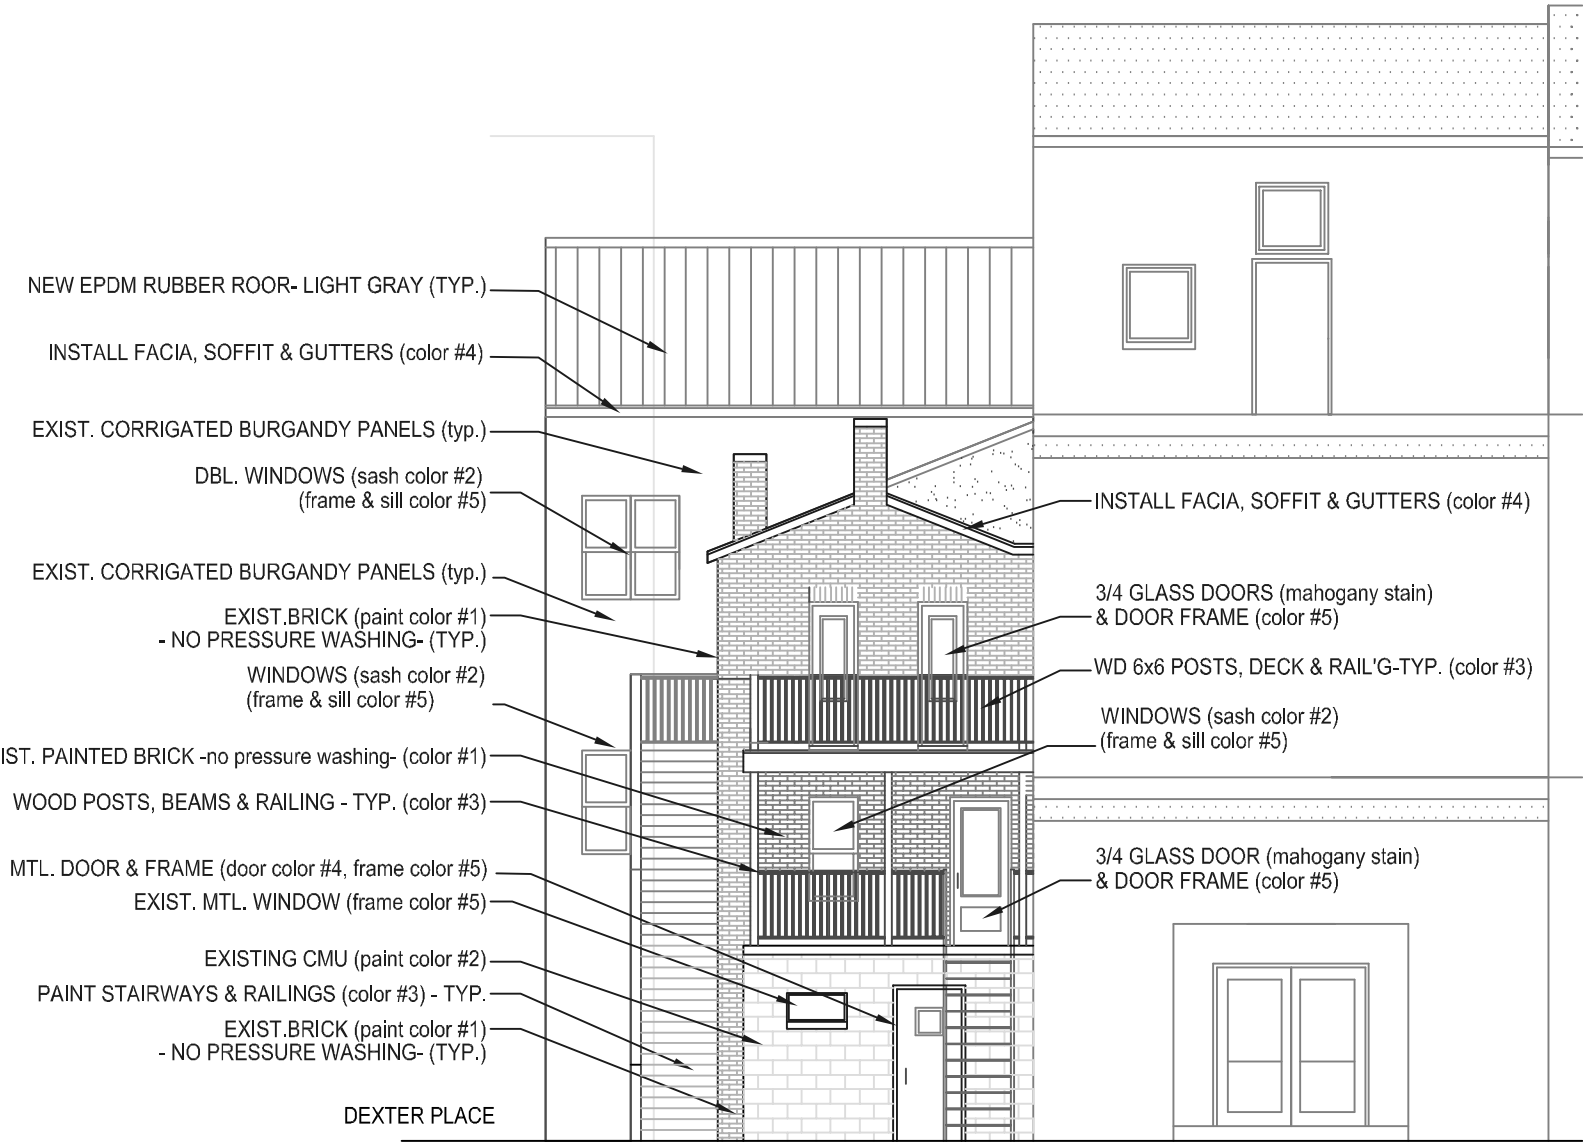 NEW EPDM RUBBER ROOR- LIGHT GRAY (TYP.)
INSTALL FACIA, SOFFIT & GUTTERS (color #4)
EXIST. CORRIGATED BURGANDY PANELS (typ.)
DBL. WINDOWS (sash color #2)
(frame & sill color #5)
EXIST. CORRIGATED BURGANDY PANELS (typ.)
EXIST.BRICK (paint color #1)
- NO PRESSURE WASHING- (TYP.)
WINDOWS (sash color #2)
(frame & sill color #5)
IST. PAINTED BRICK -no pressure washing- (color #1)
WOOD POSTS, BEAMS & RAILING - TYP. (color #3)
MTL. DOOR & FRAME (door color #4, frame color #5)
EXIST. MTL. WINDOW (frame color #5)
EXISTING CMU (paint color #2)
PAINT STAIRWAYS & RAILINGS (color #3) - TYP.
EXIST.BRICK (paint color #1)
- NO PRESSURE WASHING- (TYP.)
DEXTER PLACE
INSTALL FACIA, SOFFIT & GUTTERS (color #4)
3/4 GLASS DOORS (mahogany stain)
& DOOR FRAME (color #5)
WD 6x6 POSTS, DECK & RAIL'G-TYP. (color #3)
WINDOWS (sash color #2)
(frame & sill color #5)
3/4 GLASS DOOR (mahogany stain)
& DOOR FRAME (color #5)